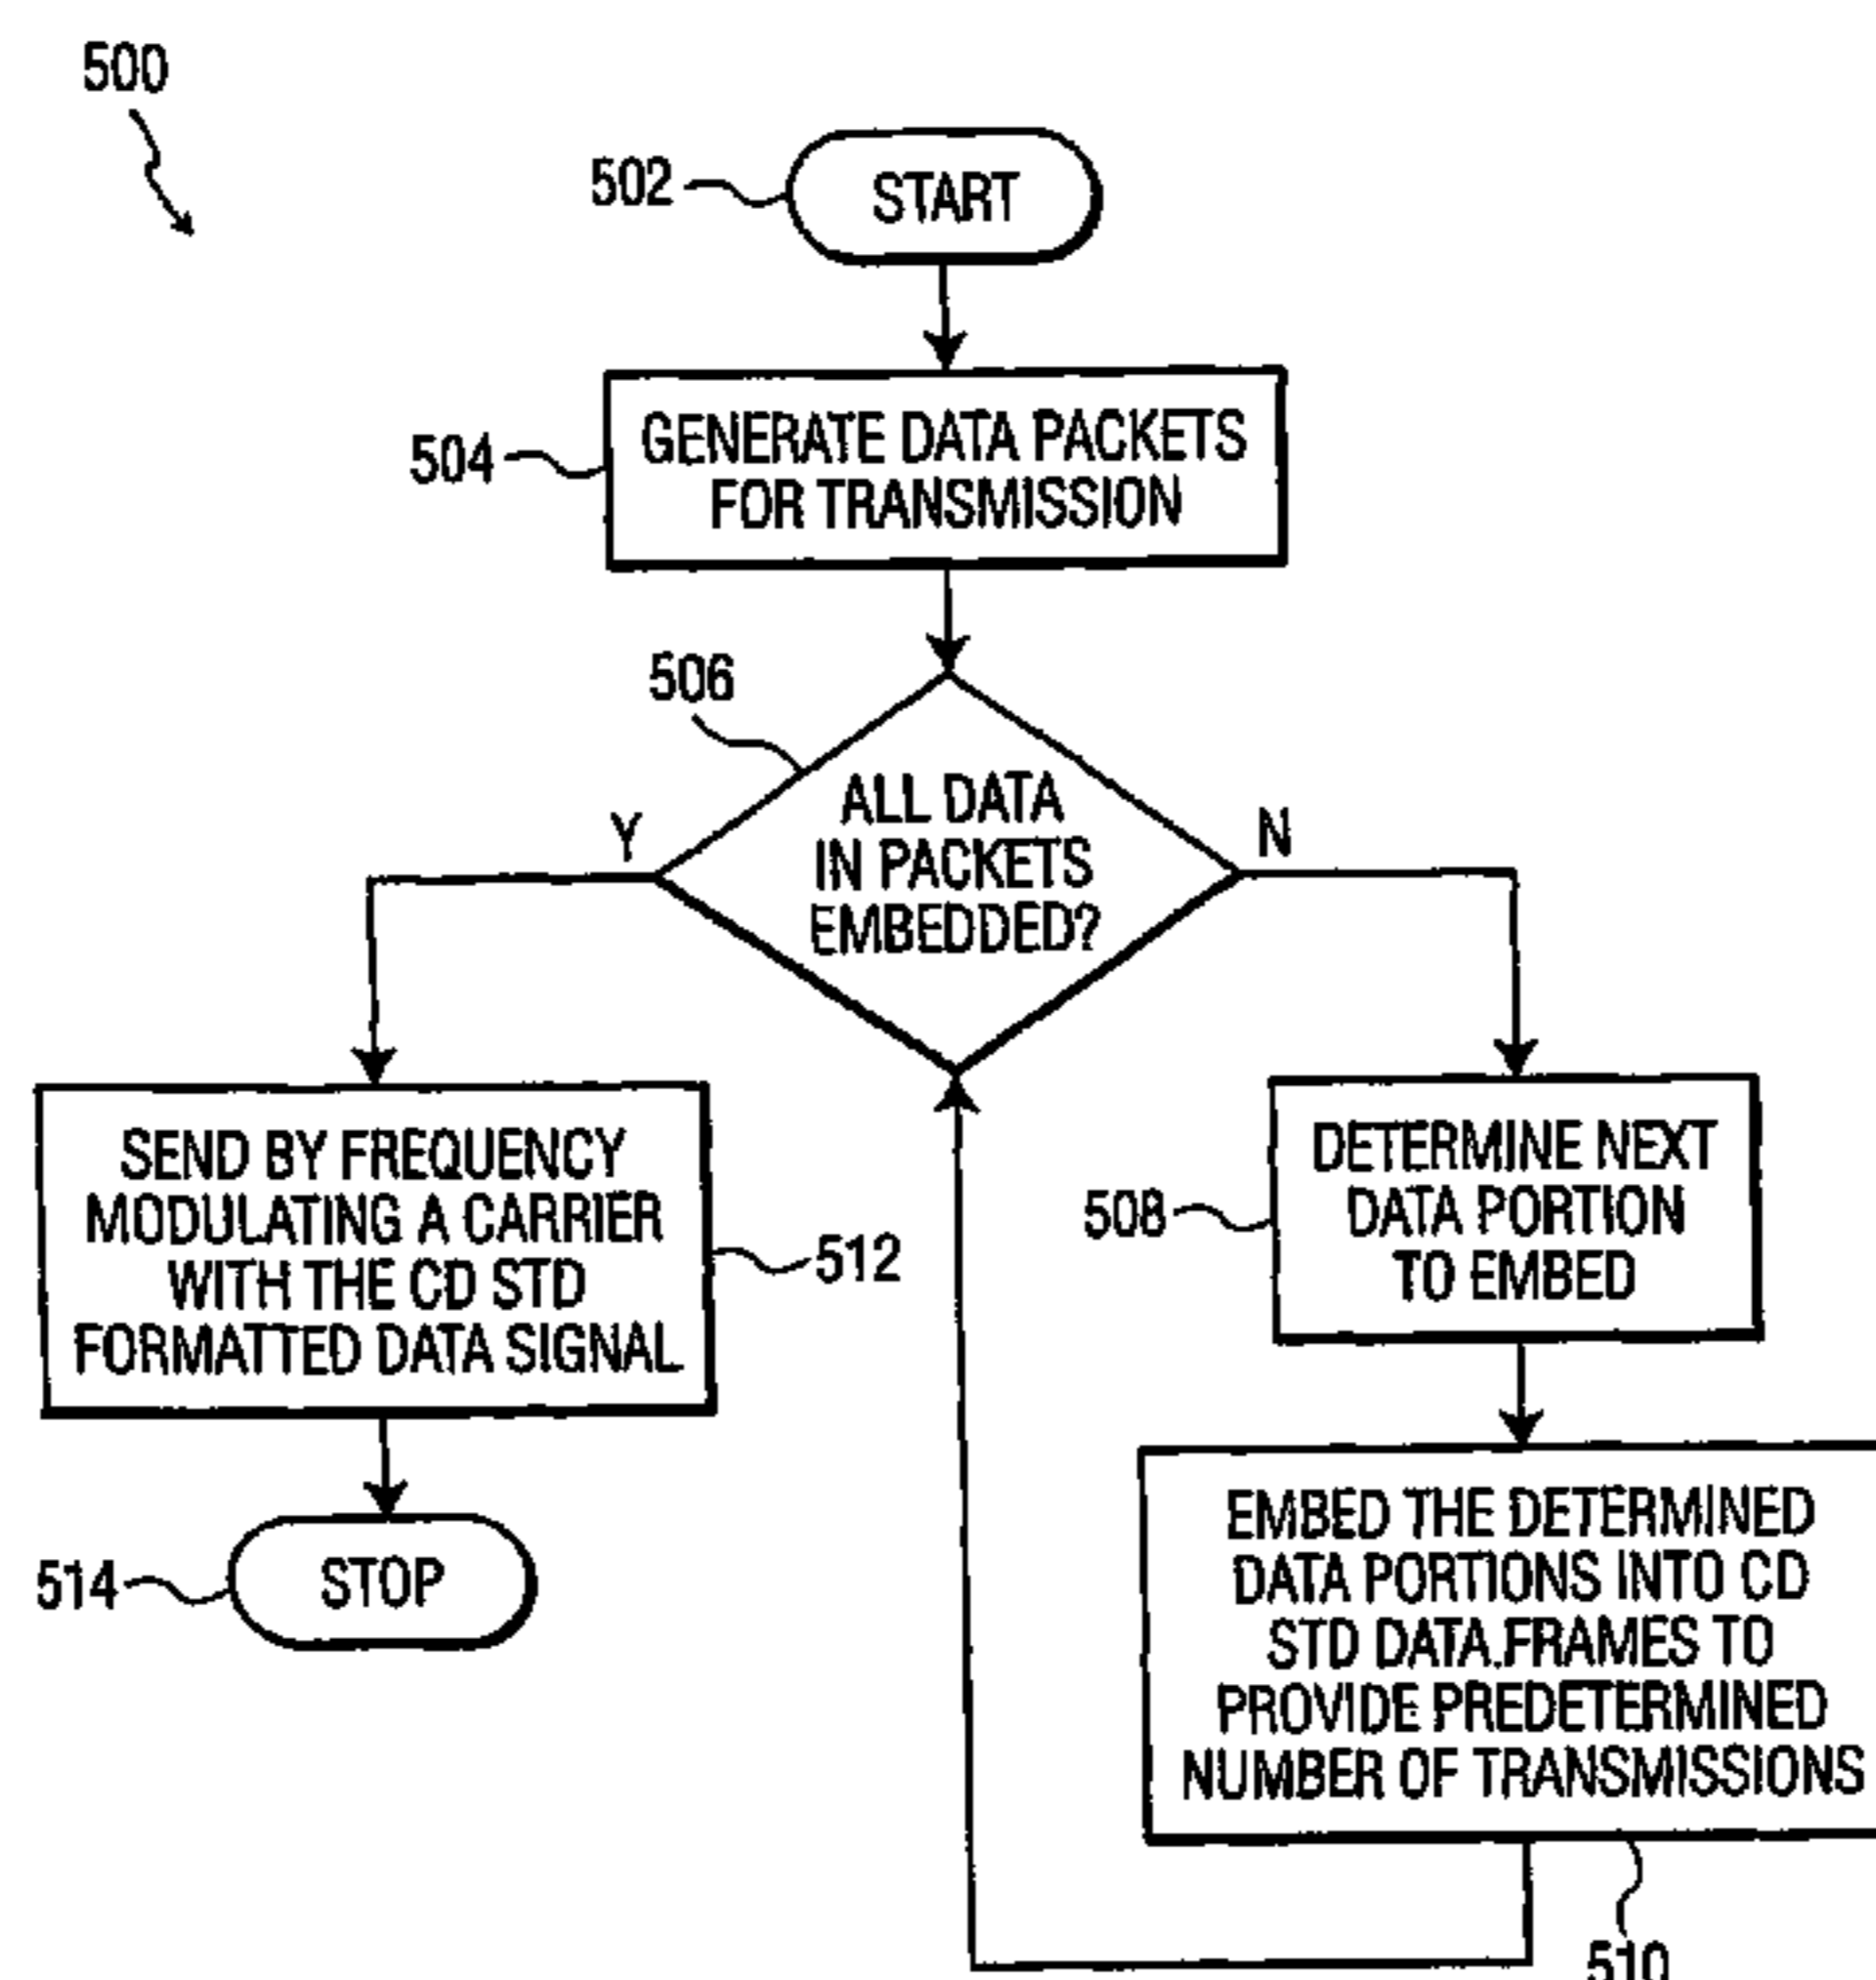 500
502
START
504
GENERATE DATA PACKETS
FOR TRANSMISSION
506
ALL DATA
IN PACKETS
EMBEDDED?
Y
N
SEND BY FREQUENCY
MODULATING A CARRIER
WITH THE CD STD
FORMATTED DATA SIGNAL
512
508
DETERMINE NEXT
DATA PORTION
TO EMBED
514
STOP
EMBED THE DETERMINED
DATA PORTIONS INTO CD
STD DATA.FRAMES TO
PROVIDE PREDETERMINED
NUMBER OF TRANSMISSIONS
510